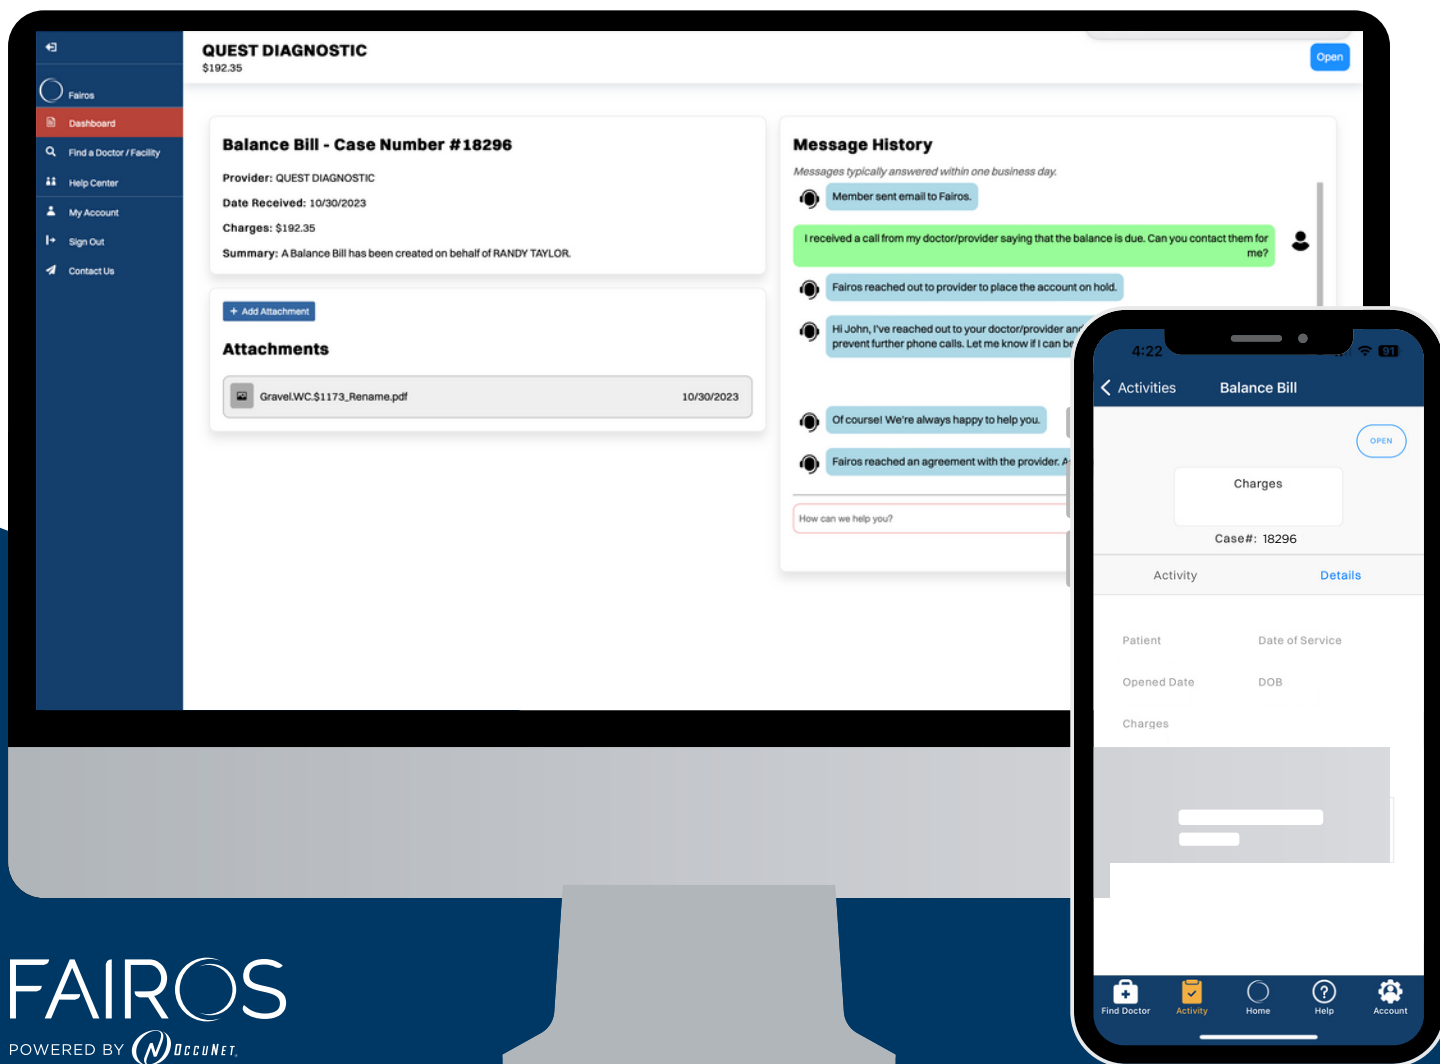 QUEST DIAGNOSTIC
$192.35
Open
Fairos
Dashboard
Find a Doctor / Facility
Help Center
My Account
Sign Out
Contact Us
Balance Bill - Case Number #18296
Provider: QUEST DIAGNOSTIC
Date Received: 10/30/2023
Charges: $192.35
Summary: A Balance Bill has been created on behalf of RANDY TAYLOR.
+ Add Attachment
Attachments
Gravel.WC.$1173_Rename.pdf 10/30/2023
Message History
Messages typically answered within one business day.
Member sent email to Fairos.
I received a call from my doctor/provider saying that the balance is due. Can you contact them for
me?
Fairos reached out to provider to place the account on hold.
Hi John, I've reached out to your doctor/provider and
prevent further phone calls. Let me know if I can be
Of course! We're always happy to help you.
Fairos reached an agreement with the provider.
How can we help you?
4:22 91
Activities Balance Bill
OPEN
Charges
Case#: 18296
Activity Details
Patient Date of Service
Opened Date DOB
Charges
Find Doctor Activity Home Help Account
FAIROS
POWERED BY N OCCUNET